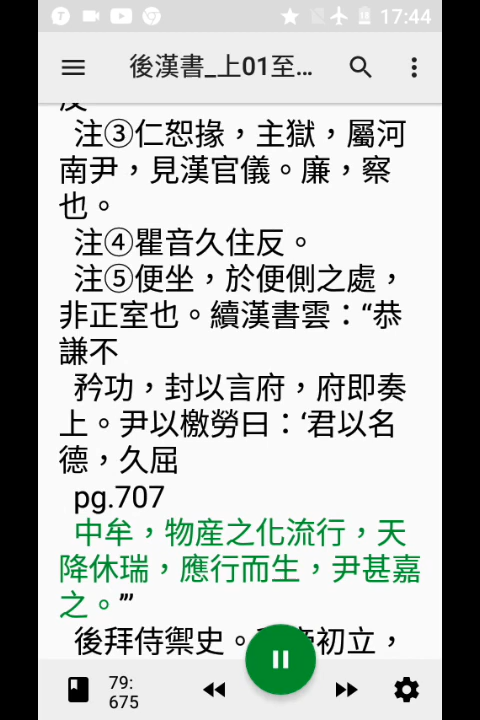 17:44
後漢書_上01至...
注③仁恕掾，主獄，屬河
南尹，見漢官儀。廉，察
也。
注④瞿音久住反。
注⑤便坐，於便側之處，
非正室也。續漢書雲：“恭
謙不
矜功，封以言府，府即奏
上。尹以檄勞曰：‘君以名
德，久屈
pg.707
中牟，物産之化流行，天
降休瑞，應行而生，尹甚嘉
之。’”
後拜侍禦史。初立，
79:
675